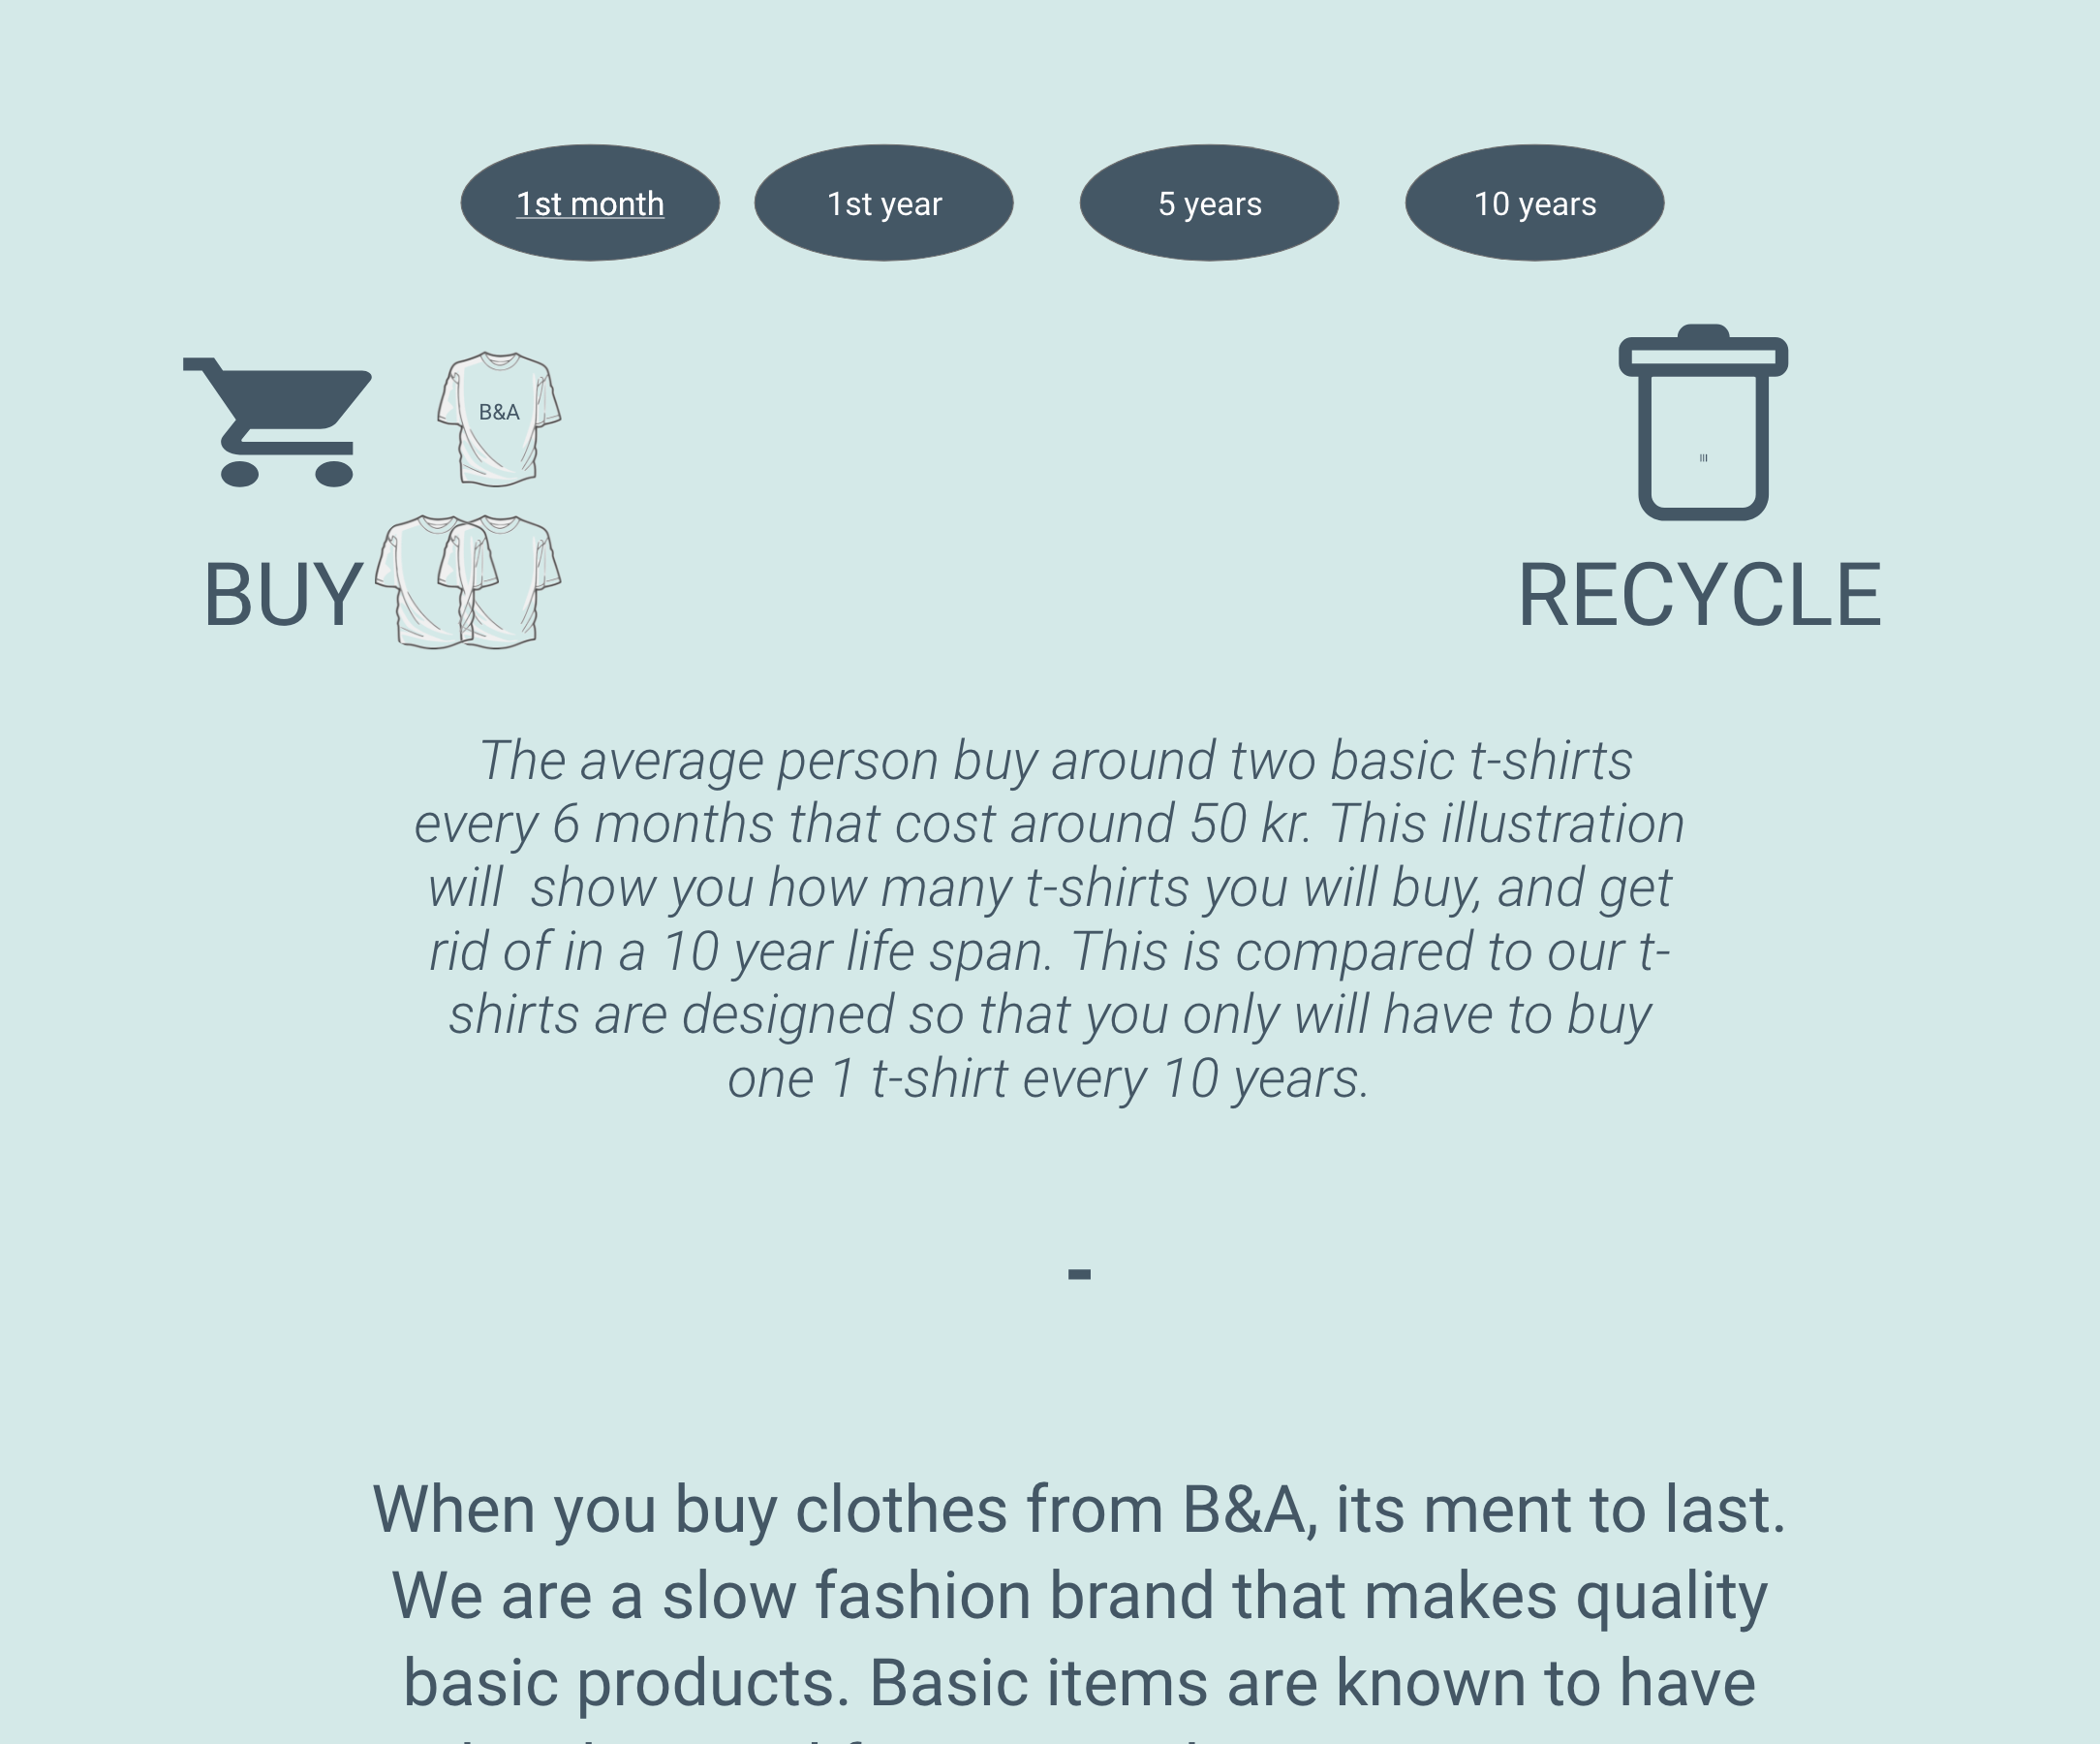 1st month
1st year
5 years
10 years
B&A
BUY
RECYCLE
The average person buy around two basic t-shirts
every 6 months that cost around 50 kr. This illustration
will  show you how many t-shirts you will buy, and get
rid of in a 10 year life span. This is compared to our t-
shirts are designed so that you only will have to buy
one 1 t-shirt every 10 years.
-
When you buy clothes from B&A, its ment to last.
We are a slow fashion brand that makes quality
basic products. Basic items are known to have